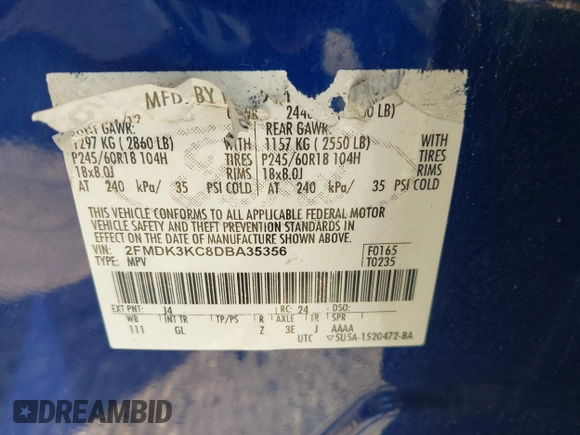 MFD. BY
FRONT GAWR: REAR GAWR:
1297 KG ( 2860 LB) WITH 1157 KG ( 2550 LB) WITH
P245/60R18 104H TIRES P245/60R18 104H TIRES
18x8.0J RIMS 18x8.0J RIMS
AT 240 kPa/ 35 PSI COLD AT 240 kPa/ 35 PSI COLD
THIS VEHICLE CONFORMS TO ALL APPLICABLE FEDERAL MOTOR
VEHICLE SAFETY AND THEFT PREVENTION STANDARDS IN
EFFECT ON THE DATE OF MANUFACTURE SHOWN ABOVE.
VIN: 2FMDK3KC8DBA35356 F0165
TYPE: MPV T0235
EXT PNT: J4 RC: 24 DSO:
WB INT TR TP/PS R AXLE TR SPR
111 GL Z 3E J AAAA
UTC ▽5U5A-1520472-BA
DREAMBID